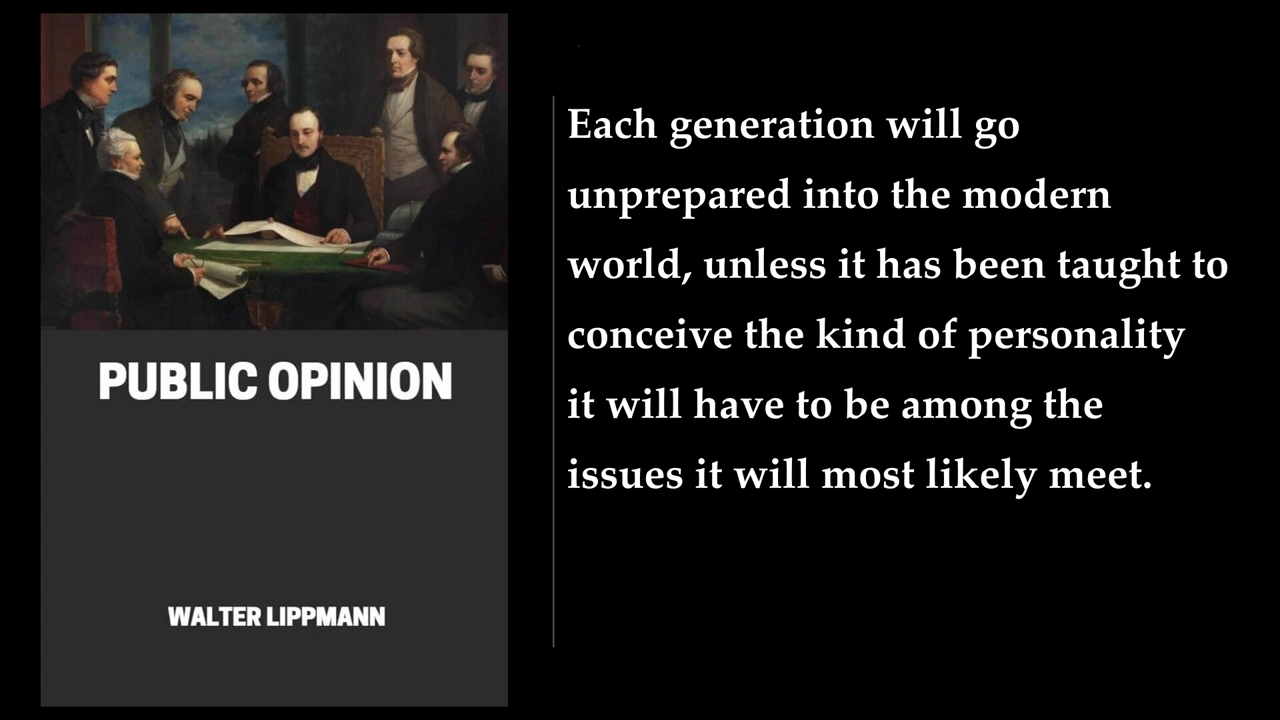 PUBLIC OPINION
WALTER LIPPMANN
Each generation will go
unprepared into the modern
world, unless it has been taught to
conceive the kind of personality
it will have to be among the
issues it will most likely meet.